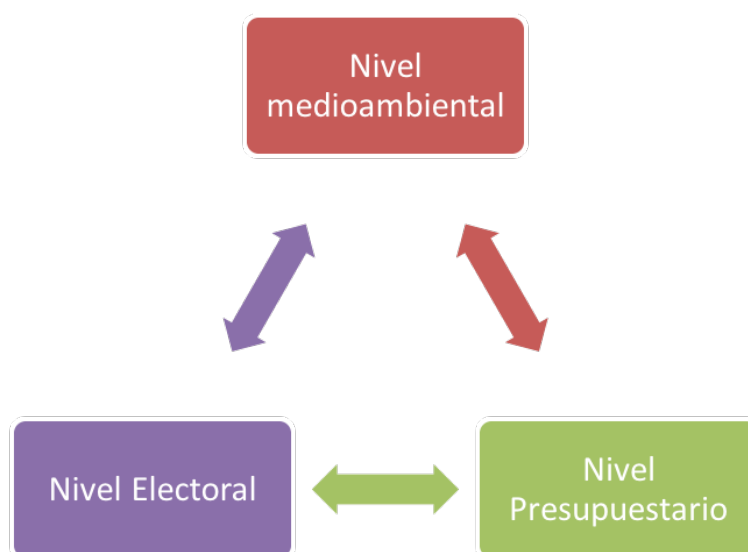 Nivel
medioambiental
Nivel Electoral
Nivel
Presupuestario